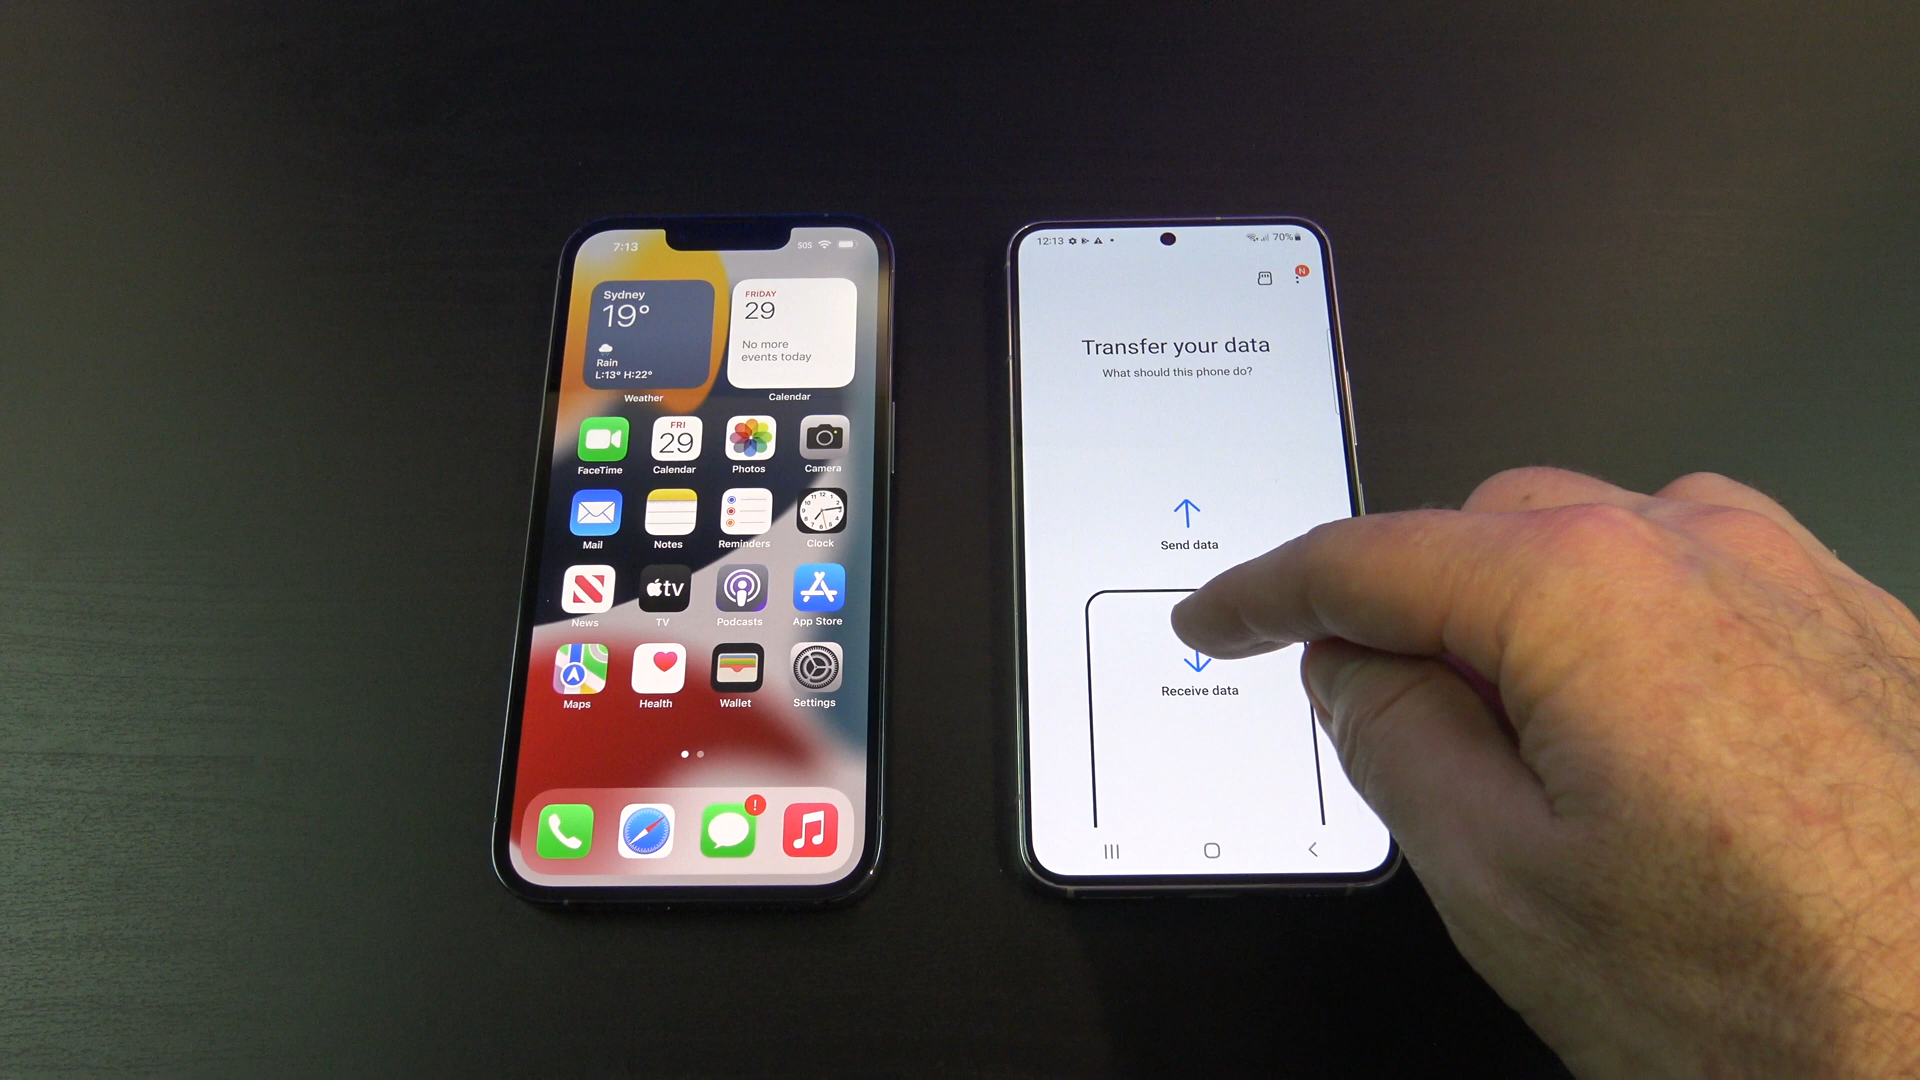 7:13
SOS
Sydney
19°
Rain
L:13° H:22°
Weather
FRIDAY
29
No more
events today
Calendar
FaceTime
FRI
29
Calendar
Photos
Camera
Mail
Notes
Reminders
Clock
News
tv
TV
Podcasts
App Store
Maps
Health
Wallet
Settings
!
12:13
70%
N
Transfer your data
What should this phone do?
Send data
Receive data